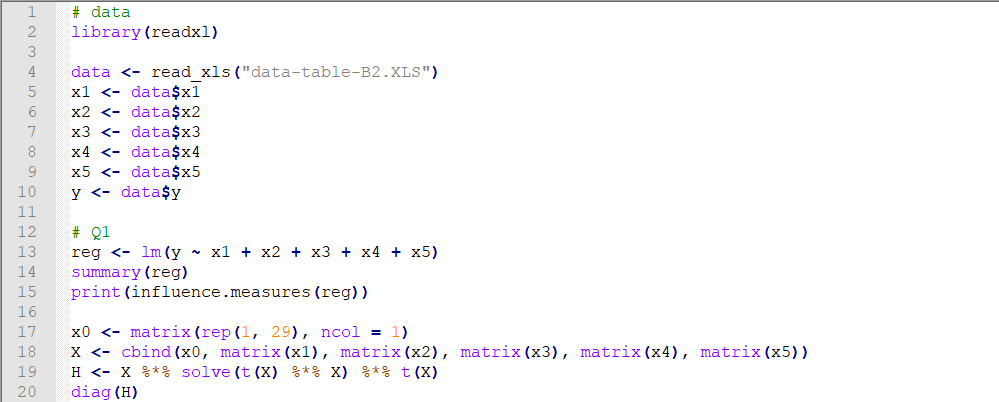 1 # data
2 library(readxl)
3
4 data <- read_xls("data-table-B2.XLS")
5 x1 <- data$x1
6 x2 <- data$x2
7 x3 <- data$x3
8 x4 <- data$x4
9 x5 <- data$x5
10 y <- data$y
11
12 # Q1
13 reg <- lm(y ~ x1 + x2 + x3 + x4 + x5)
14 summary(reg)
15 print(influence.measures(reg))
16
17 x0 <- matrix(rep(1, 29), ncol = 1)
18 X <- cbind(x0, matrix(x1), matrix(x2), matrix(x3), matrix(x4), matrix(x5))
19 H <- X %*% solve(t(X) %*% X) %*% t(X)
20 diag(H)